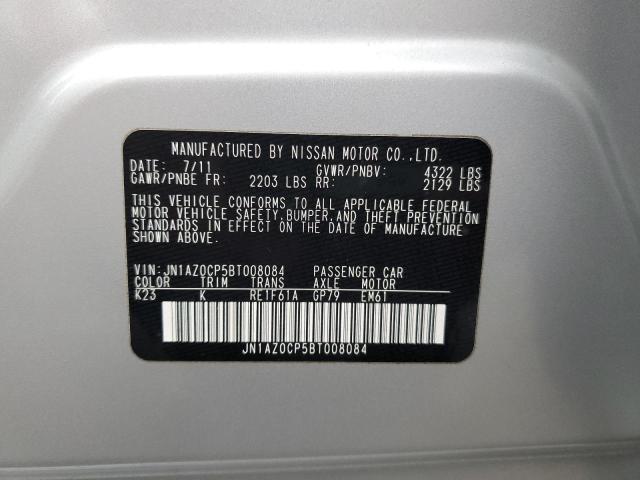 MANUFACTURED BY NISSAN MOTOR CO.,LTD.
DATE: 7/11 GVWR/PNBV: 4322 LBS
GAWR/PNBE FR: 2203 LBS RR: 2129 LBS
THIS VEHICLE CONFORMS TO ALL APPLICABLE FEDERAL
MOTOR VEHICLE SAFETY,BUMPER,AND THEFT PREVENTION
STANDARDS IN EFFECT ON THE DATE OF MANUFACTURE
SHOWN ABOVE.
VIN:JN1AZ0CP5BT008084 PASSENGER CAR
COLOR TRIM TRANS AXLE MOTOR
K23 K RE1F61A GP79 EM61
JN1AZ0CP5BT008084